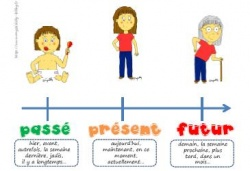 passé
présent
futur
hier, avant,
autrefois, la semaine
dernière, jadis,
il y a longtemps...
aujourd'hui,
maintenant, en ce
moment,
actuellement...
demain, la semaine
prochaine, plus
tard, dans un
mois...